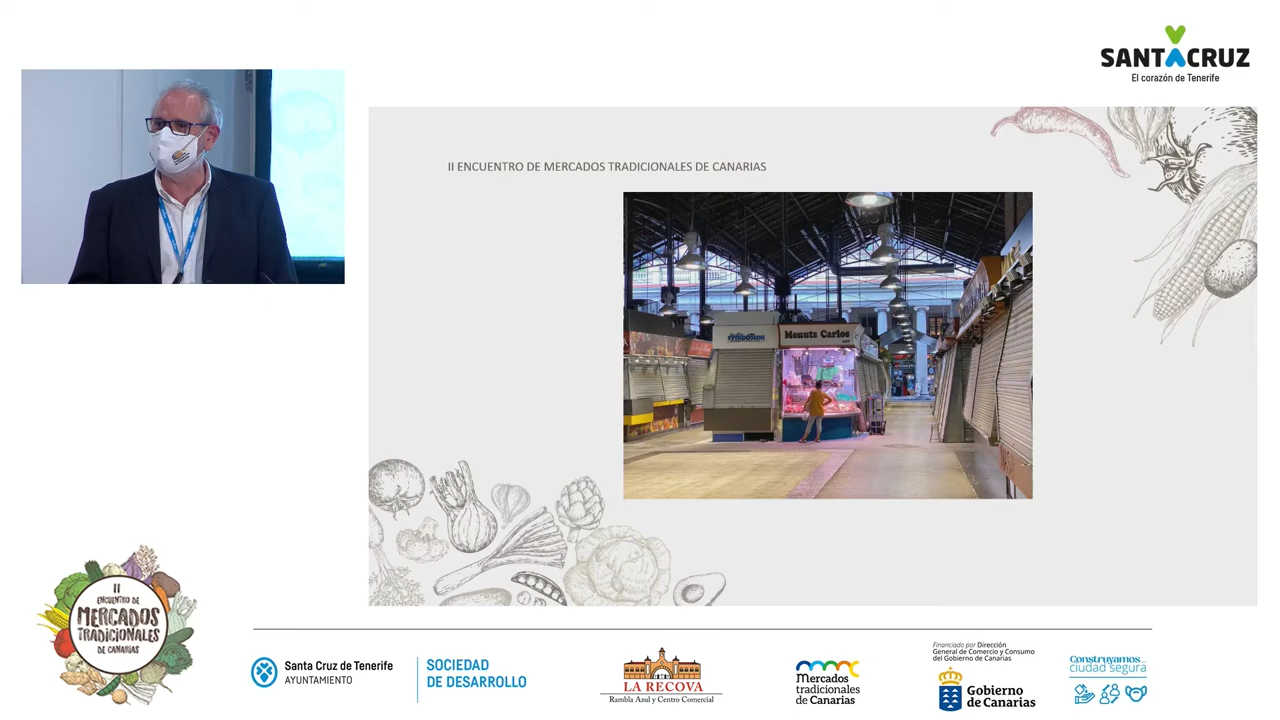 SANTACRUZ
El corazón de Tenerife
II ENCUENTRO DE MERCADOS TRADICIONALES DE CANARIAS
Menuts Carlos
II
ENCUENTRO DE
MERCADOS
TRADICIONALES
DE CANARIAS
Santa Cruz de Tenerife
AYUNTAMIENTO
SOCIEDAD
DE DESARROLLO
LA RECOVA
Rambla Azul y Centro Comercial
Mercados
tradicionales
de Canarias
Financiado por Dirección
General de Comercio y Consumo
del Gobierno de Canarias
Gobierno
de Canarias
Construyamos
ciudad segura